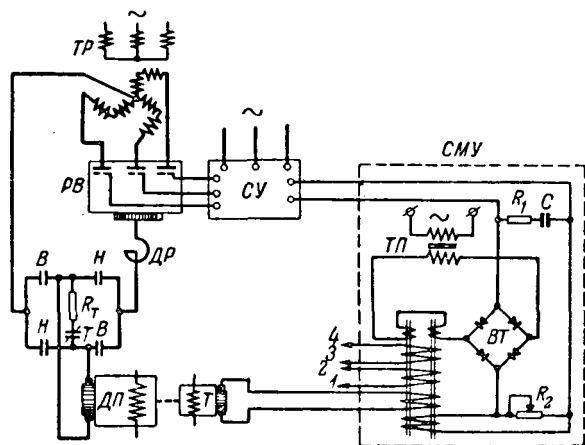 ТР
СМУ
РВ
СУ
R1
С
ТП
ДР
В
Н
RТ
Т
Н
В
4
3
2
1
ВТ
R2
ДП
Т